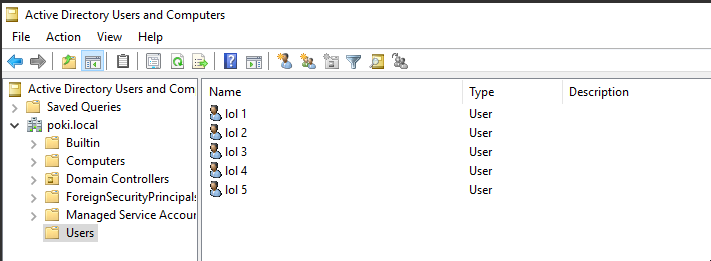 Active Directory Users and Computers
File Action View Help
Active Directory Users and Com
Saved Queries
poki.local
Builtin
Computers
Domain Controllers
ForeignSecurityPrincipals
Managed Service Accour
Users
Name Type Description
lol 1 User
lol 2 User
lol 3 User
lol 4 User
lol 5 User